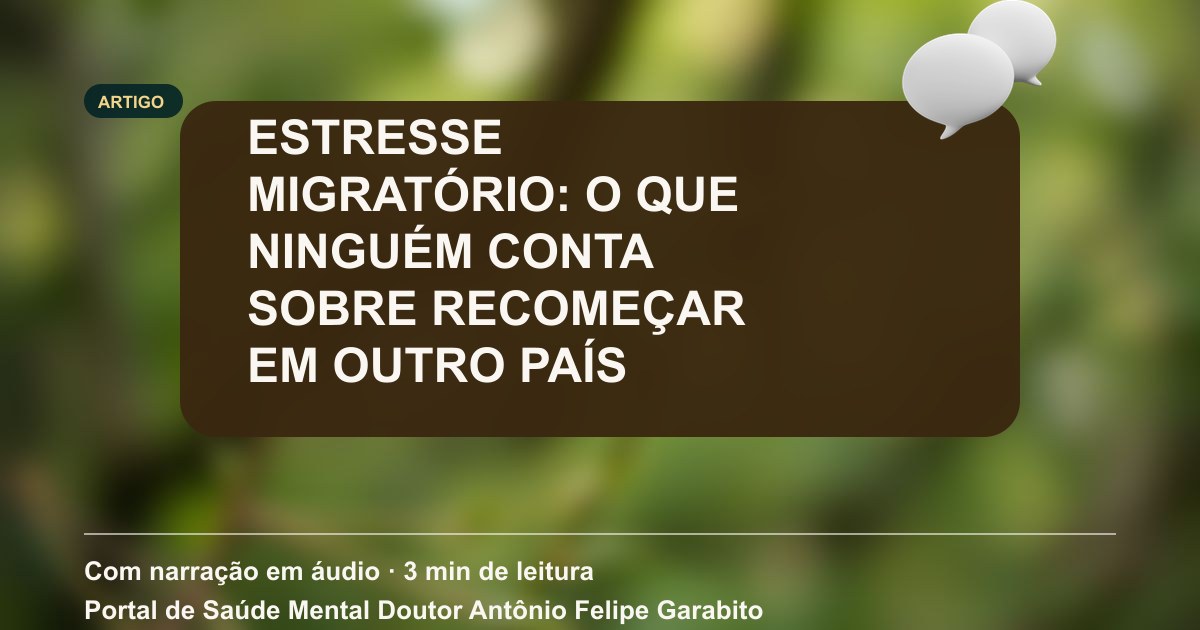 ARTIGO
ESTRESSE
MIGRATÓRIO: O QUE
NINGUÉM CONTA
SOBRE RECOMEÇAR
EM OUTRO PAÍS
Com narração em áudio · 3 min de leitura
Portal de Saúde Mental Doutor Antônio Felipe Garabito